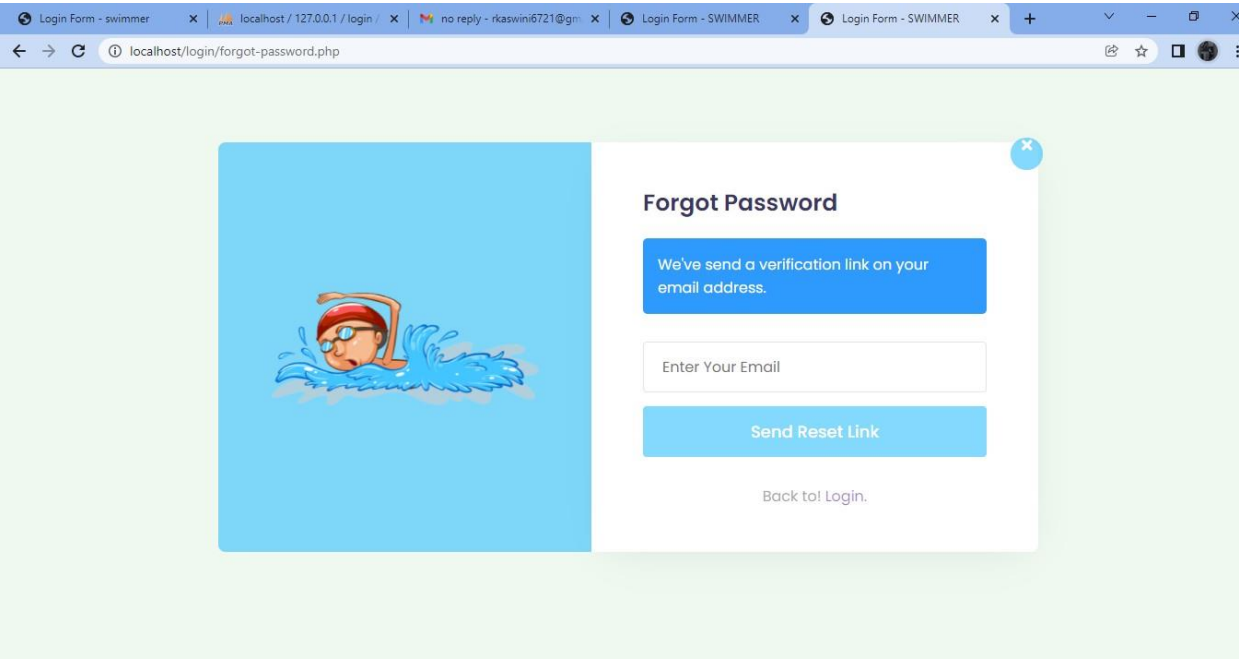 Login Form - swimmer
localhost / 127.0.0.1 / login /
no reply - rkaswini6721@gm
Login Form - SWIMMER
Login Form - SWIMMER
localhost/login/forgot-password.php
Forgot Password
We've send a verification link on your
email address.
Enter Your Email
Send Reset Link
Back to! Login.